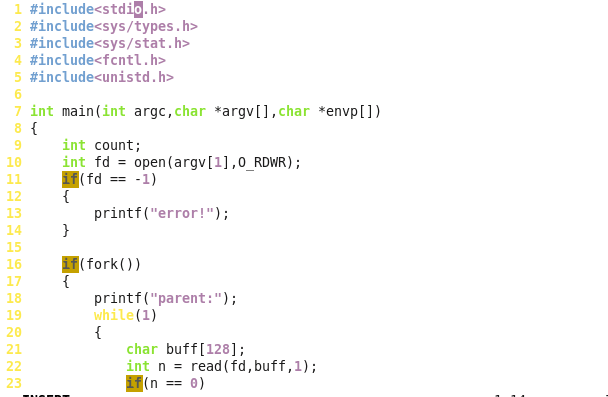 1 #include<stdio.h>
2 #include<sys/types.h>
3 #include<sys/stat.h>
4 #include<fcntl.h>
5 #include<unistd.h>
6
7 int main(int argc,char *argv[],char *envp[])
8 {
9     int count;
10     int fd = open(argv[1],O_RDWR);
11     if(fd == -1)
12     {
13         printf("error!");
14     }
15
16     if(fork())
17     {
18         printf("parent:");
19         while(1)
20         {
21             char buff[128];
22             int n = read(fd,buff,1);
23             if(n == 0)